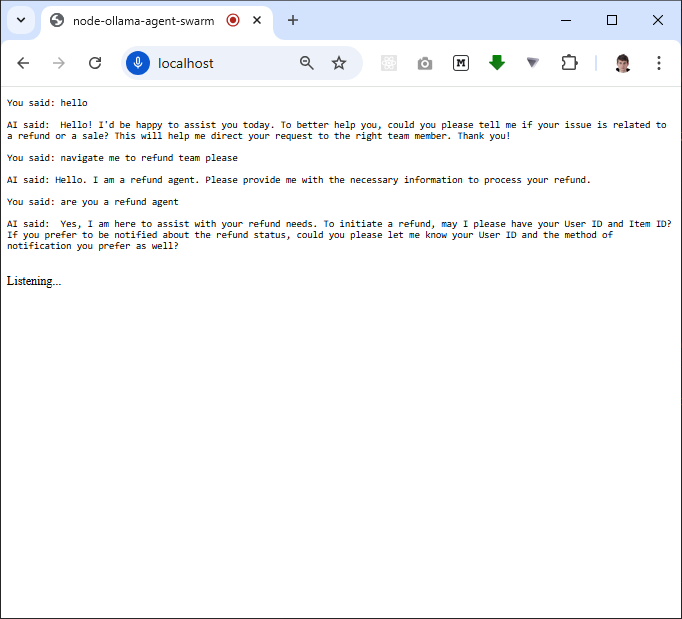 node-ollama-agent-swarm
localhost
M
You said: hello
AI said:  Hello! I'd be happy to assist you today. To better help you, could you please tell me if your issue is related to
a refund or a sale? This will help me direct your request to the right team member. Thank you!
You said: navigate me to refund team please
AI said: Hello. I am a refund agent. Please provide me with the necessary information to process your refund.
You said: are you a refund agent
AI said:  Yes, I am here to assist with your refund needs. To initiate a refund, may I please have your User ID and Item ID?
If you prefer to be notified about the refund status, could you please let me know your User ID and the method of
notification you prefer as well?
Listening...